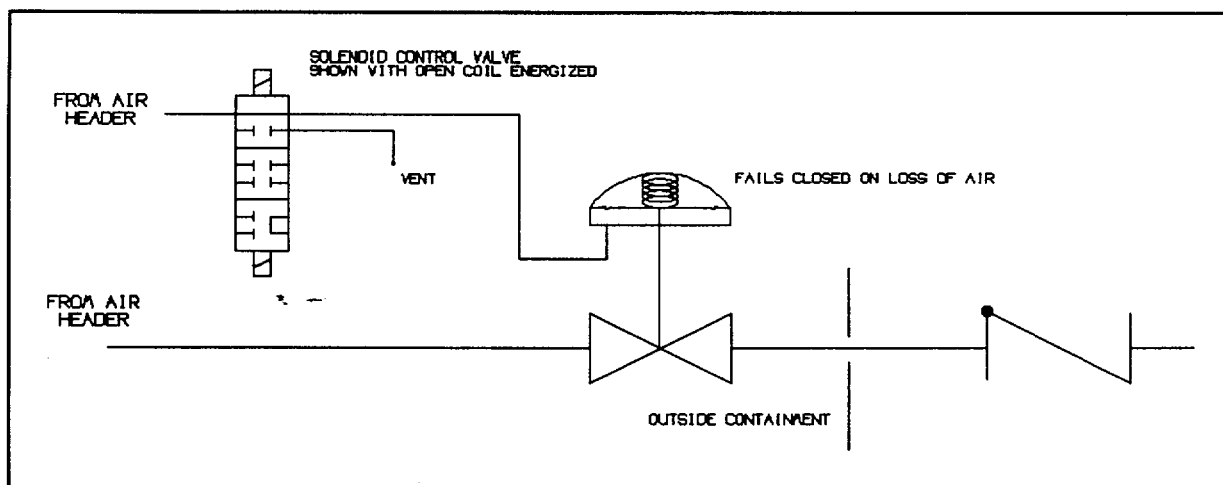 SOLENOID CONTROL VALVE
SHOWN WITH OPEN COIL ENERGIZED
FROM AIR
HEADER
VENT
FAILS CLOSED ON LOSS OF AIR
FROM AIR
HEADER
OUTSIDE CONTAINMENT